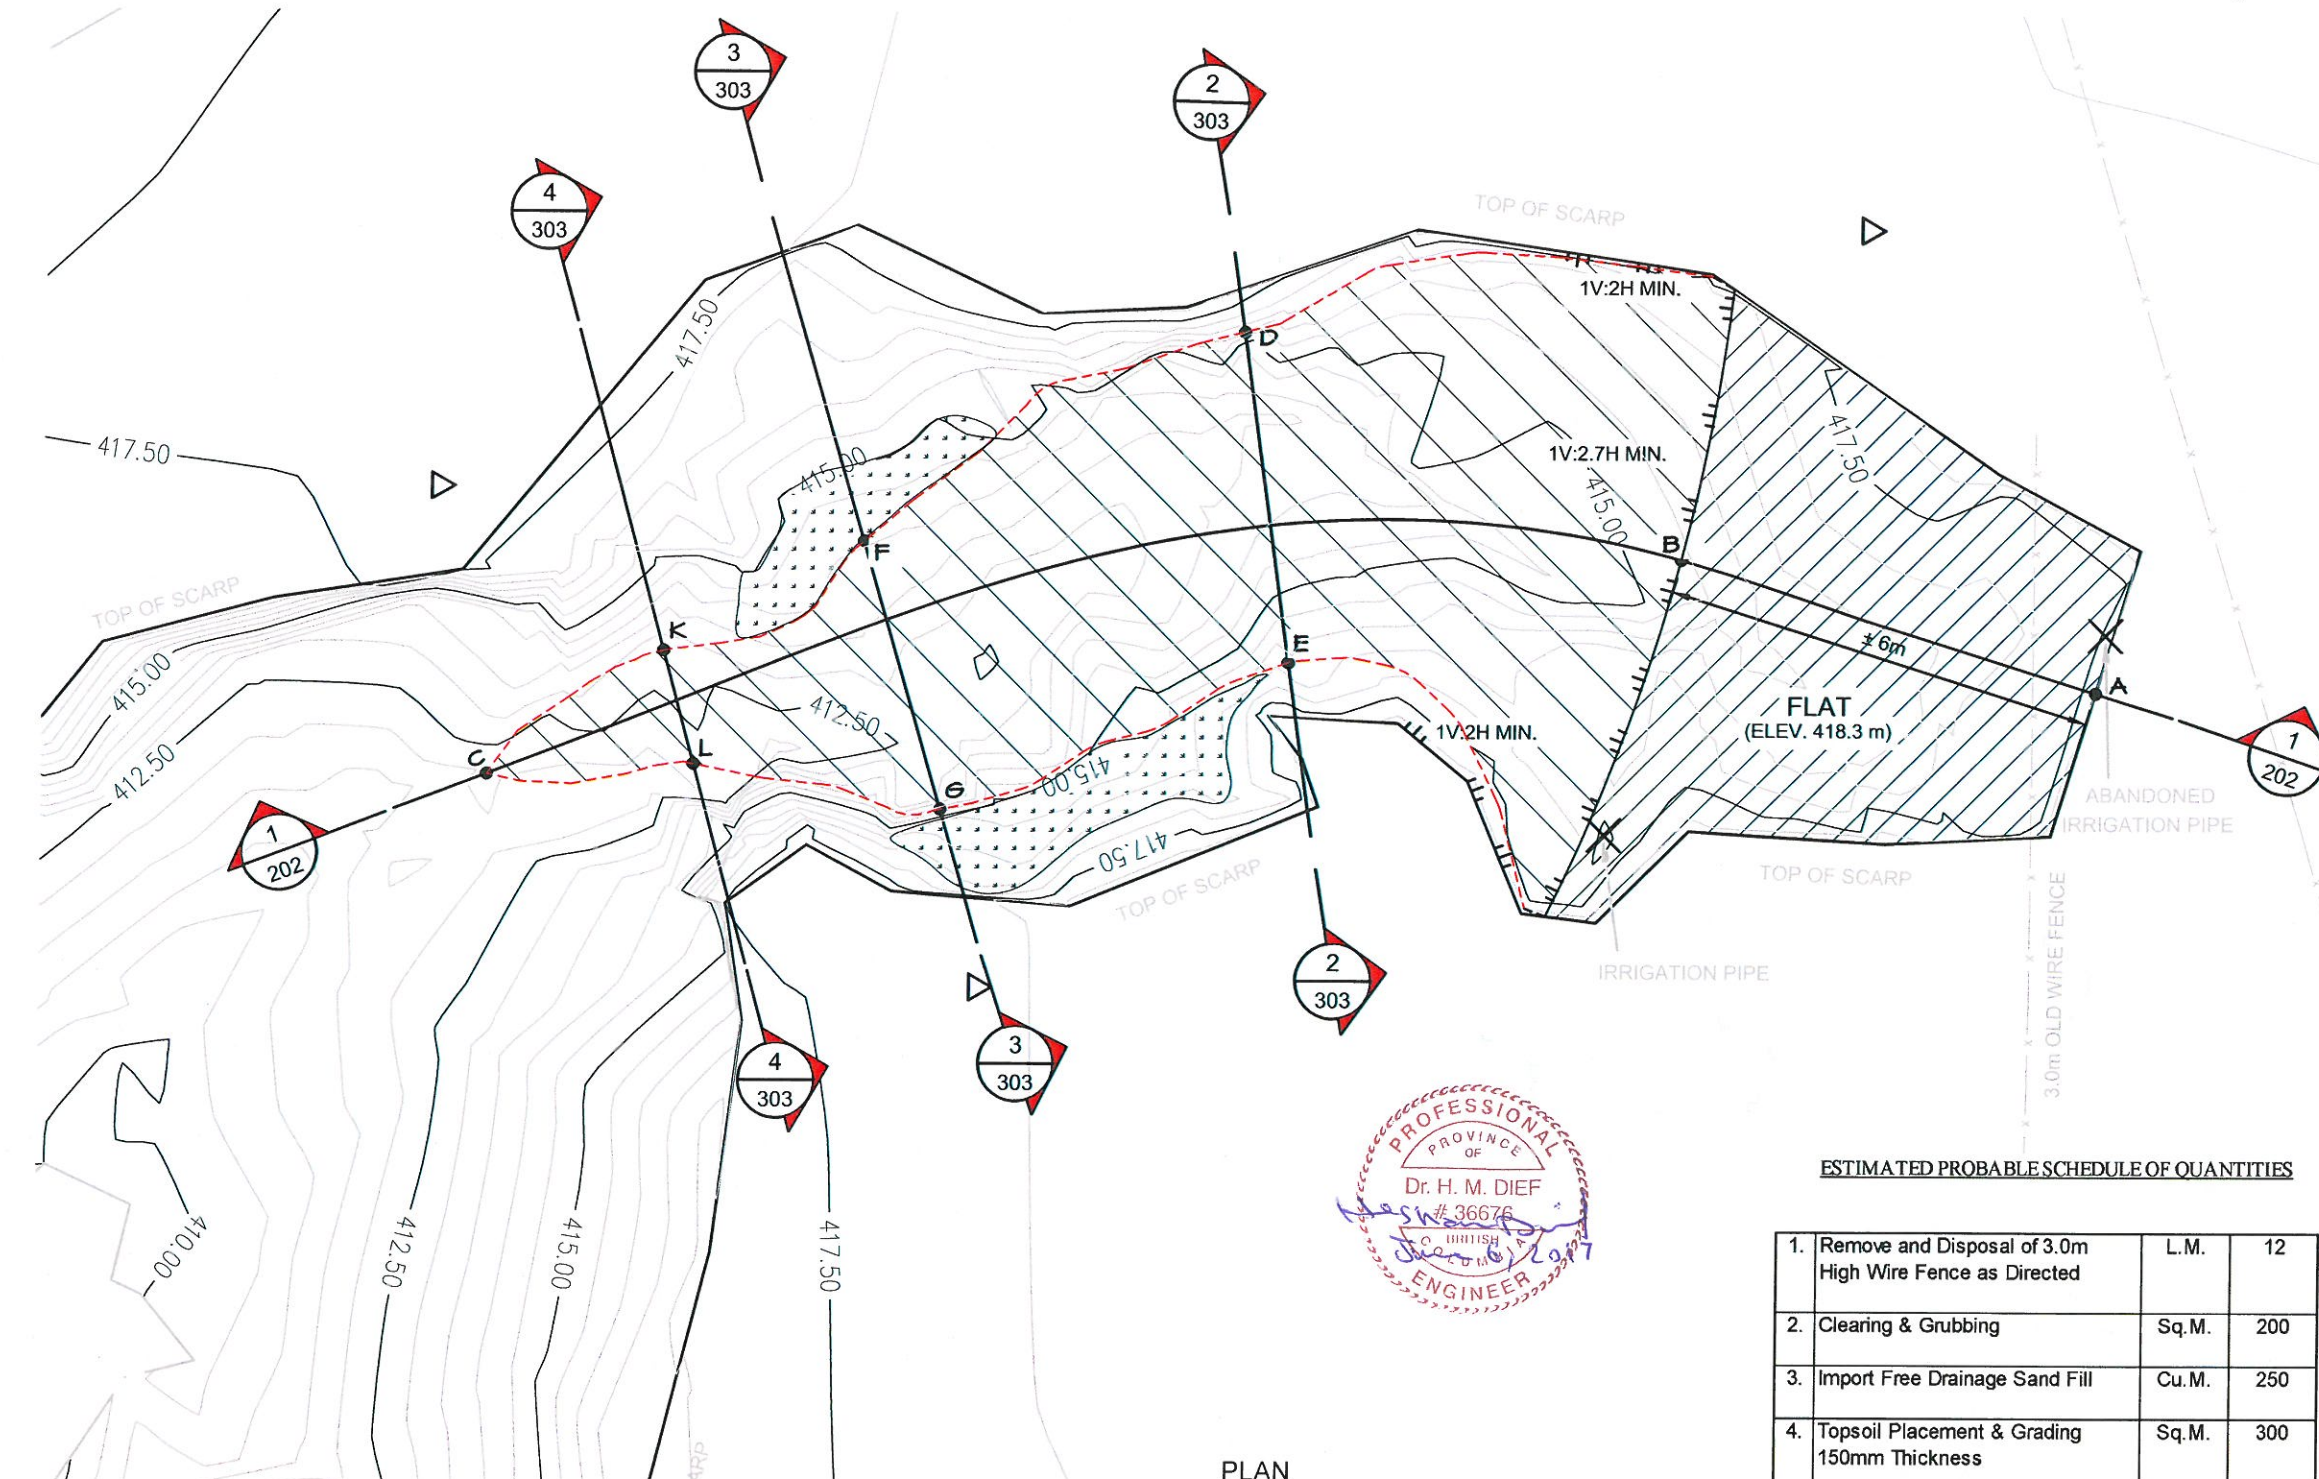 3
303
2
303
4
303
TOP OF SCARP
1V:2H MIN.
417.50
D
417.50
415.00
1V:2.7H MIN.
417.50
415.00
F
B
TOP OF SCARP
K
E
± 6m
A
415.00
412.50
FLAT
(ELEV. 418.3 m)
1V:2H MIN.
L
C
412.50
G
415.00
1
202
1
202
ABANDONED
IRRIGATION PIPE
417.50
TOP OF SCARP
TOP OF SCARP
IRRIGATION PIPE
3.0m OLD WIRE FENCE
2
303
3
303
4
303
410.00
412.50
415.00
417.50
PROFESSIONAL
PROVINCE
OF
Dr. H. M. DIEF
# 36676
BRITISH
COLUMBIA
June 6, 2017
ENGINEER
ESTIMATED PROBABLE SCHEDULE OF QUANTITIES
1. Remove and Disposal of 3.0m High Wire Fence as Directed L.M. 12
2. Clearing & Grubbing Sq.M. 200
3. Import Free Drainage Sand Fill Cu.M. 250
4. Topsoil Placement & Grading 150mm Thickness Sq.M. 300
PLAN